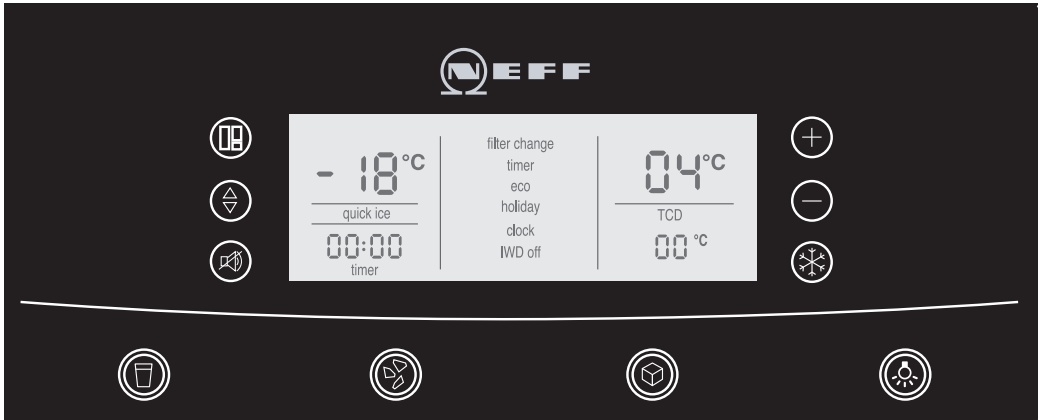 NEFF
- 18°C
quick ice
00:00
timer
filter change
timer
eco
holiday
clock
IWD off
04°C
TCD
00 °C